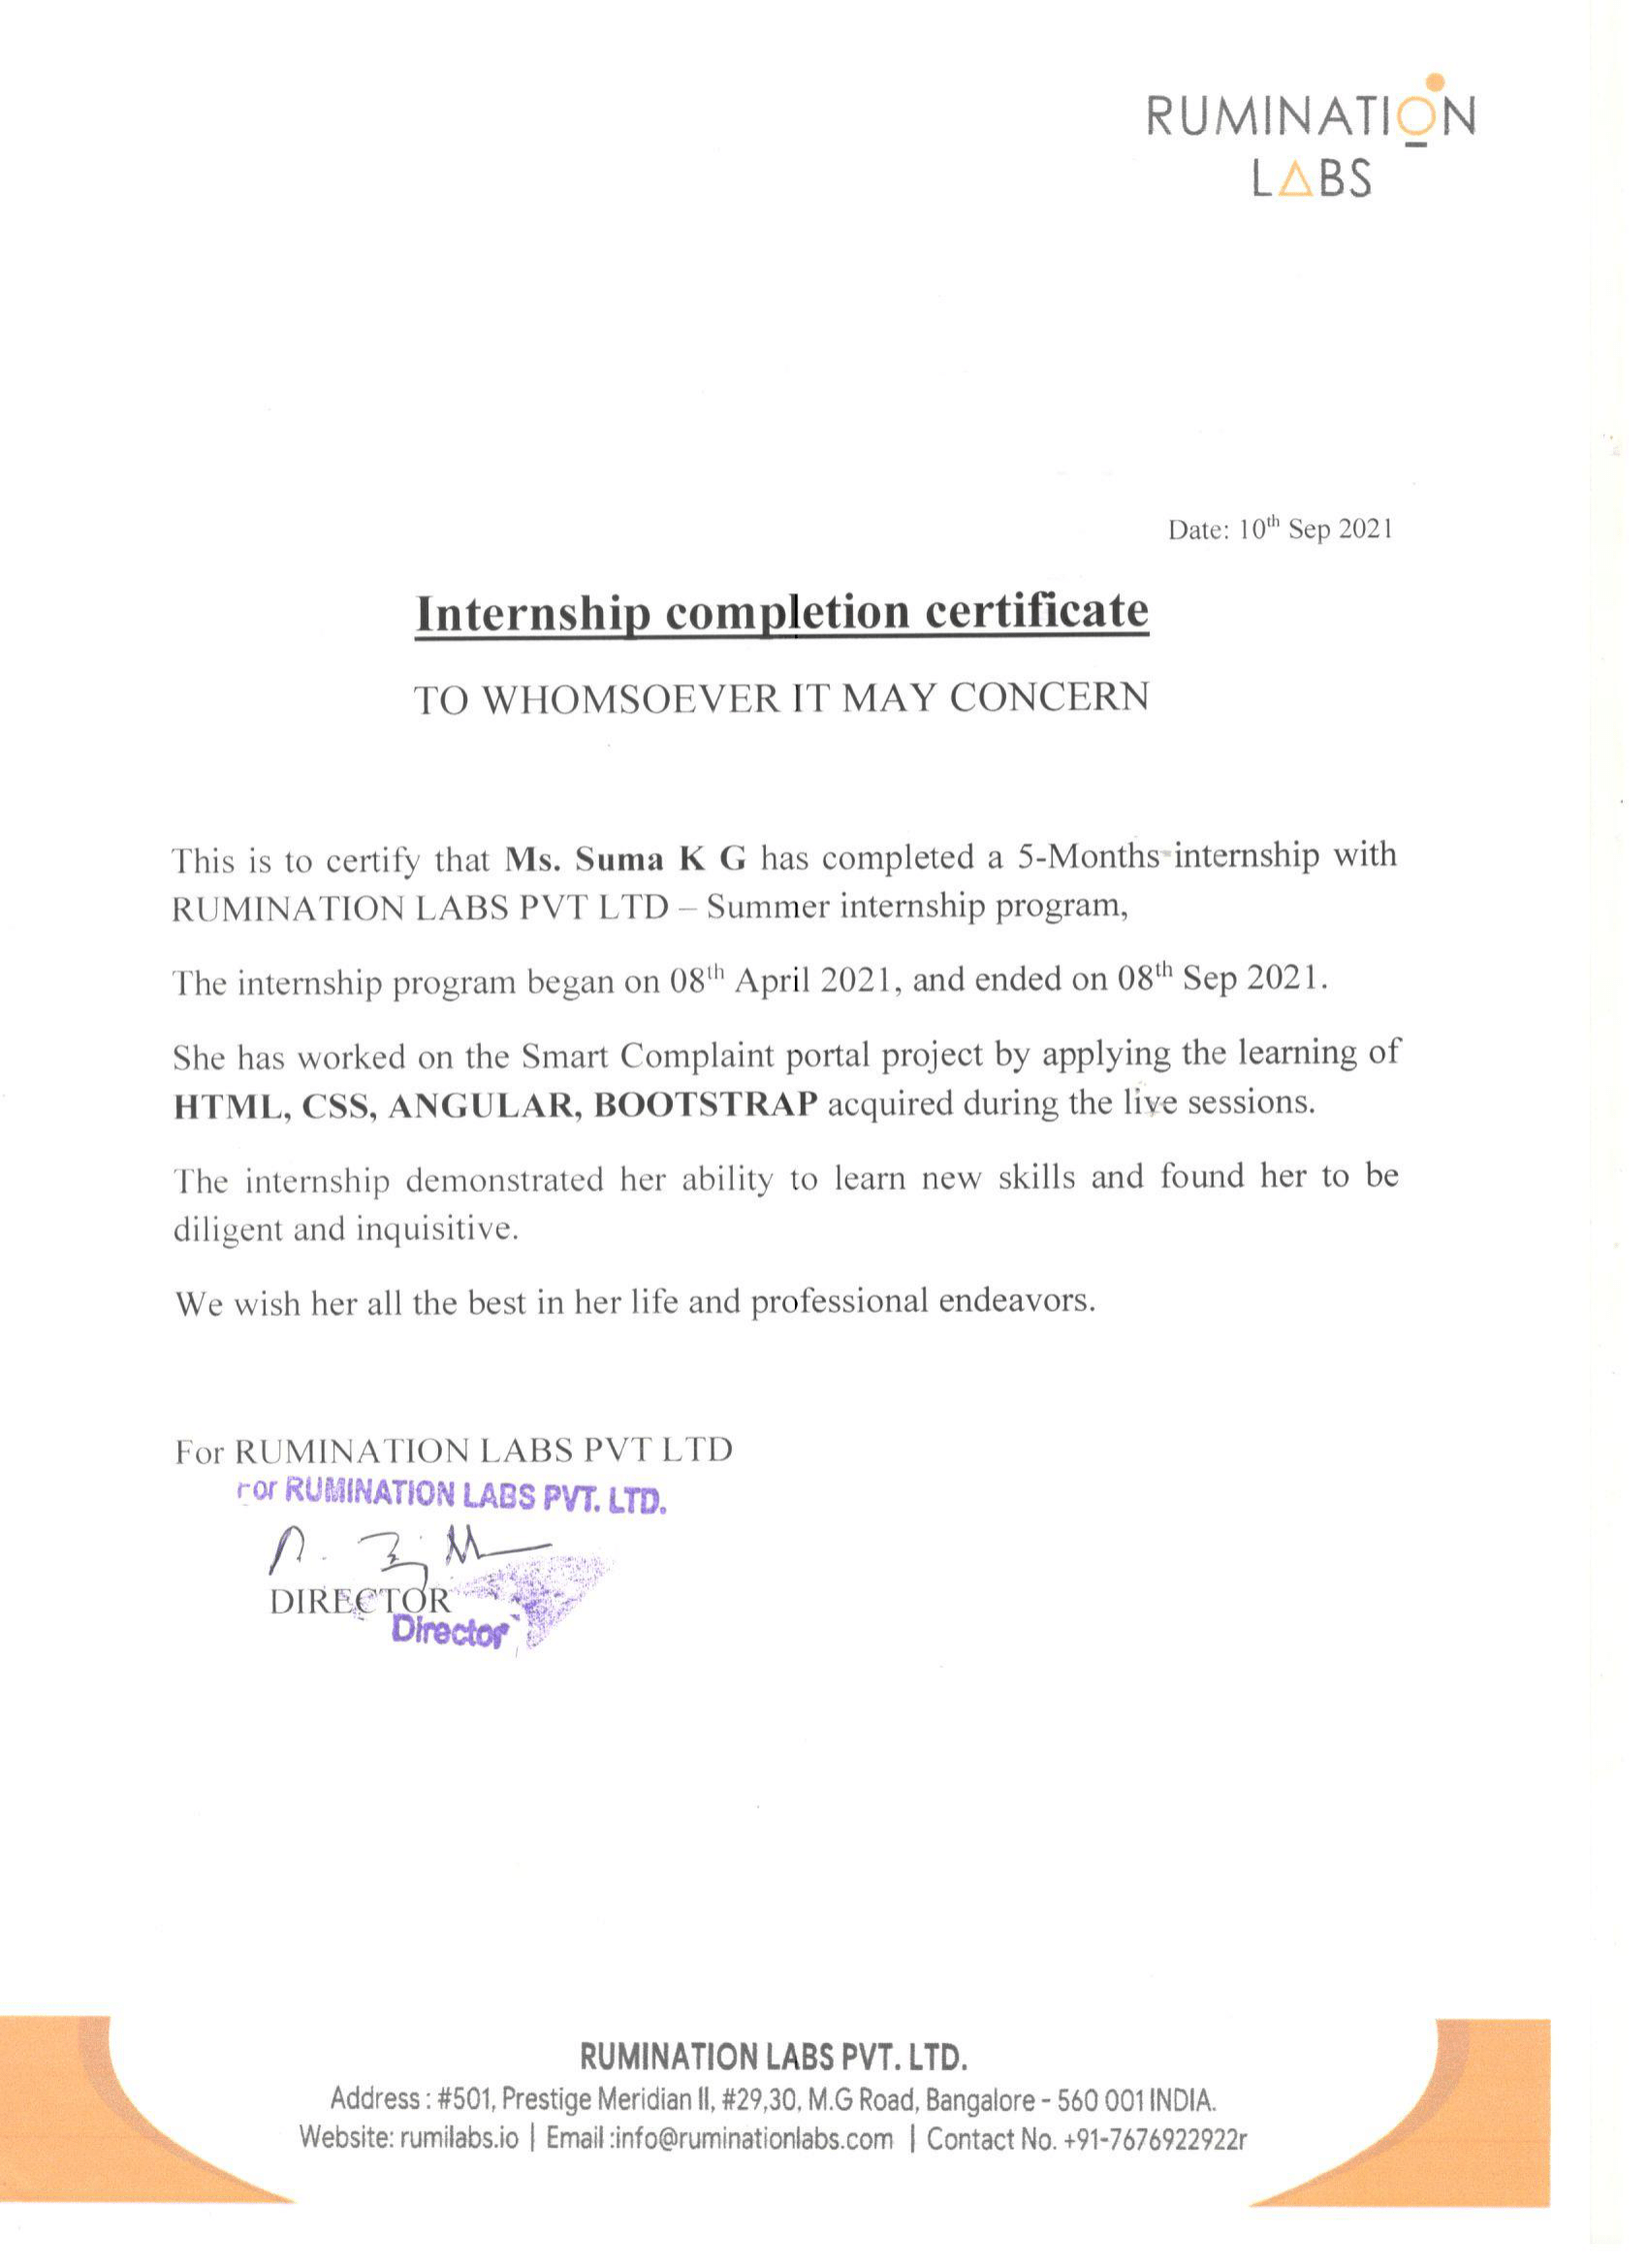 RUMINATION
LABS
Date: 10th Sep 2021
Internship completion certificate
TO WHOMSOEVER IT MAY CONCERN
This is to certify that Ms. Suma K G has completed a 5-Months internship with
RUMINATION LABS PVT LTD – Summer internship program,
The internship program began on 08th April 2021, and ended on 08th Sep 2021.
She has worked on the Smart Complaint portal project by applying the learning of
HTML, CSS, ANGULAR, BOOTSTRAP acquired during the live sessions.
The internship demonstrated her ability to learn new skills and found her to be
diligent and inquisitive.
We wish her all the best in her life and professional endeavors.
For RUMINATION LABS PVT LTD
For RUMINATION LABS PVT. LTD.
DIRECTOR
Director
RUMINATION LABS PVT. LTD.
Address : #501, Prestige Meridian II, #29,30, M.G Road, Bangalore - 560 001 INDIA.
Website: rumilabs.io | Email :info@ruminationlabs.com | Contact No. +91-7676922922r